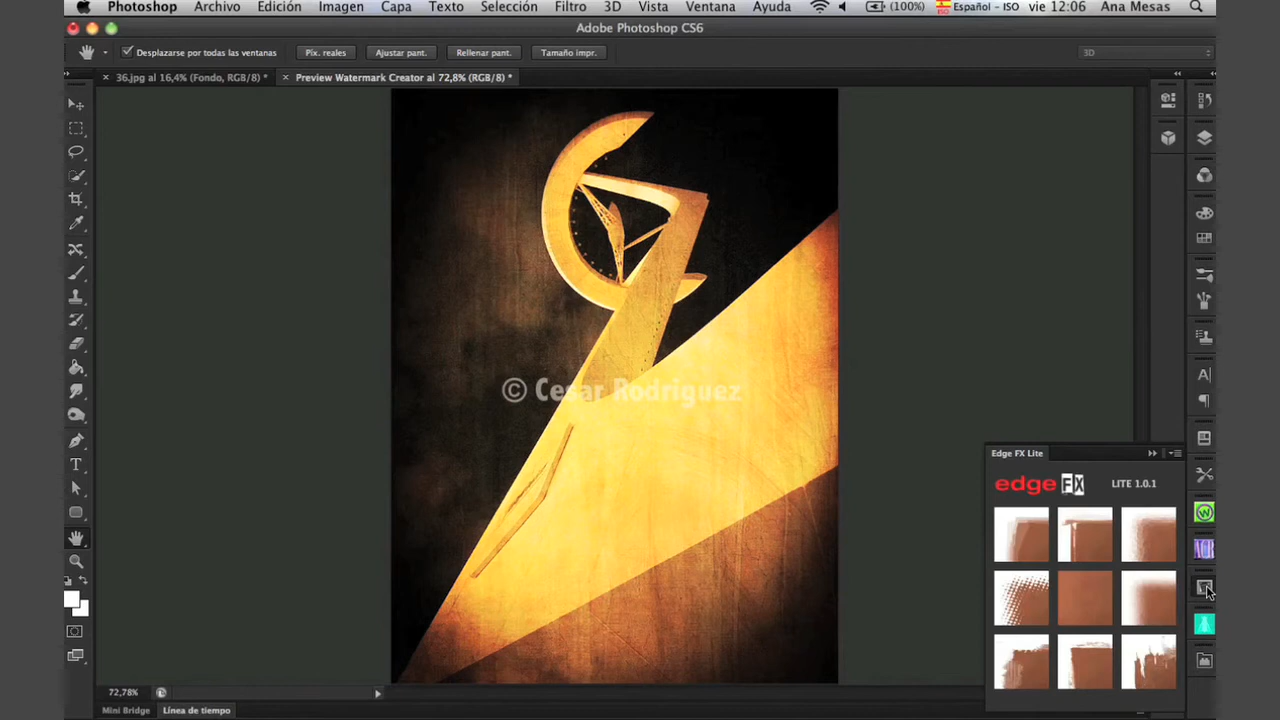 Photoshop Archivo Edición Imagen Capa Texto Selección Filtro 3D Vista Ventana Ayuda (100%) Español - ISO vie 12:06 Ana Mesas
Adobe Photoshop CS6
Desplazarse por todas las ventanas Píx. reales Ajustar pant. Rellenar pant. Tamaño impr. 3D
36.jpg al 16,4% (Fondo, RGB/8) * Preview Watermark Creator al 72,8% (RGB/8) *
© Cesar Rodriguez
Edge FX Lite
edge FX LITE 1.0.1
72,78%
Mini Bridge Línea de tiempo